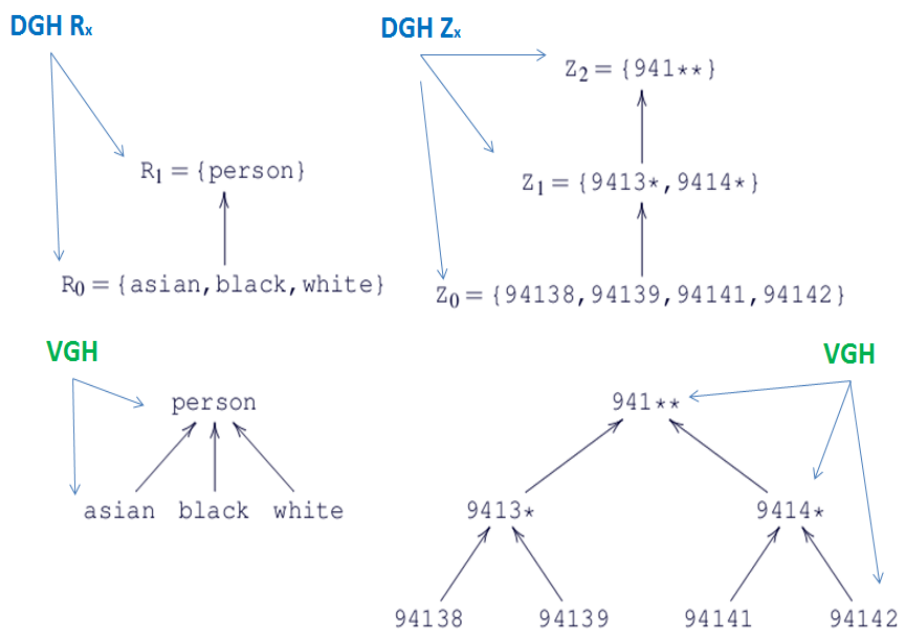 DGH Rₓ
DGH Zₓ
Z₂ = {941**}
R₁ = {person}
Z₁ = {9413*, 9414*}
R₀ = {asian, black, white}
Z₀ = {94138, 94139, 94141, 94142}
VGH
VGH
person
941**
asian black white
9413*
9414*
94138
94139
94141
94142